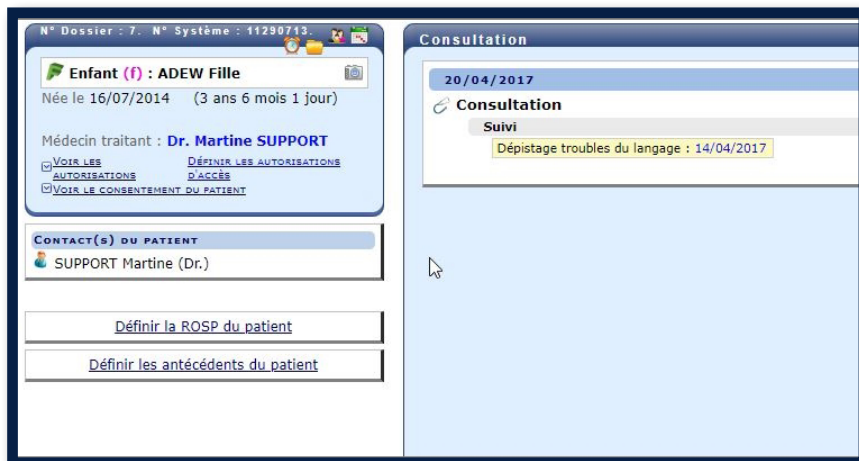 N° Dossier : 7. N° Système : 11290713.
Enfant (f) : ADEW Fille
Née le 16/07/2014 (3 ans 6 mois 1 jour)
Médecin traitant : Dr. Martine SUPPORT
VOIR LES AUTORISATIONS
DÉFINIR LES AUTORISATIONS D'ACCÈS
VOIR LE CONSENTEMENT DU PATIENT
CONTACT(S) DU PATIENT
SUPPORT Martine (Dr.)
Définir la ROSP du patient
Définir les antécédents du patient
Consultation
20/04/2017
Consultation
Suivi
Dépistage troubles du langage : 14/04/2017